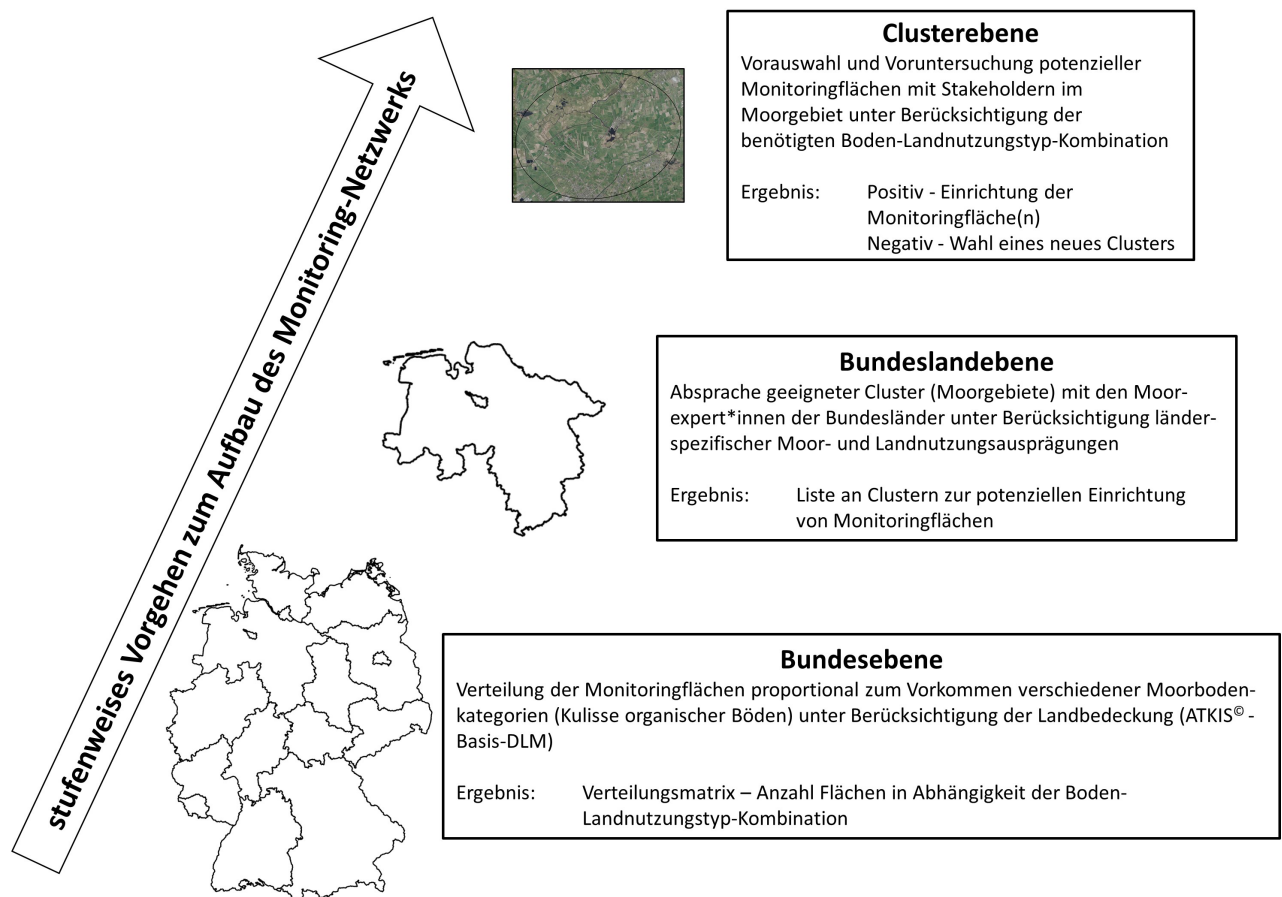 Clusterebene
Vorauswahl und Voruntersuchung potenzieller
Monitoringflächen mit Stakeholdern im
Moorgebiet unter Berücksichtigung der
benötigten Boden-Landnutzungstyp-Kombination
Ergebnis: Positiv - Einrichtung der
Monitoringfläche(n)
Negativ - Wahl eines neues Clusters
stufenweises Vorgehen zum Aufbau des Monitoring-Netzwerks
Bundeslandebene
Absprache geeigneter Cluster (Moorgebiete) mit den Moor-
expert*innen der Bundesländer unter Berücksichtigung länder-
spezifischer Moor- und Landnutzungsausprägungen
Ergebnis: Liste an Clustern zur potenziellen Einrichtung
von Monitoringflächen
Bundesebene
Verteilung der Monitoringflächen proportional zum Vorkommen verschiedener Moorboden-
kategorien (Kulisse organischer Böden) unter Berücksichtigung der Landbedeckung (ATKIS© -
Basis-DLM)
Ergebnis: Verteilungsmatrix – Anzahl Flächen in Abhängigkeit der Boden-
Landnutzungstyp-Kombination